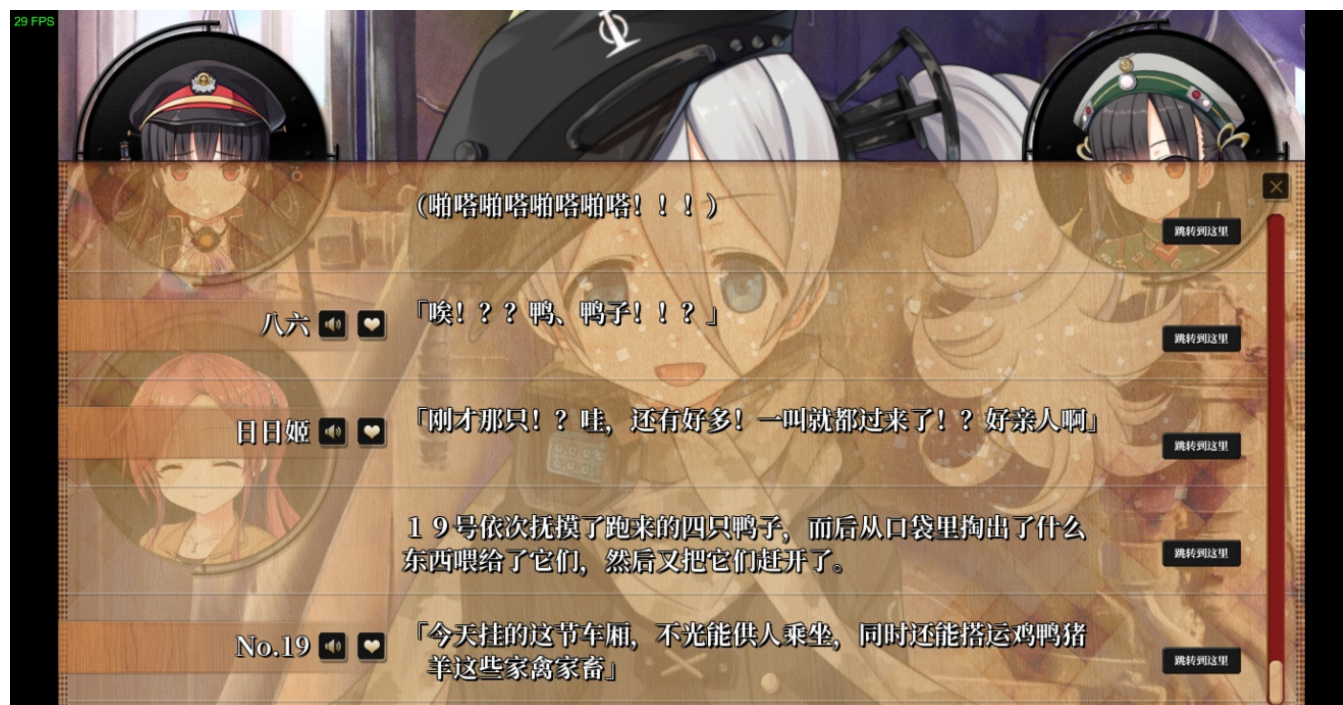 29 FPS
(啪嗒啪嗒啪嗒啪嗒！！！)
跳转到这里
八六
「唉！？？鸭、鸭子！！？」
跳转到这里
日日姬
「刚才那只！？哇，还有好多！一叫就都过来了！？好亲人啊」
跳转到这里
１９号依次抚摸了跑来的四只鸭子，而后从口袋里掏出了什么
东西喂给了它们，然后又把它们赶开了。
跳转到这里
No.19
「今天挂的这节车厢，不光能供人乘坐，同时还能搭运鸡鸭猪
羊这些家禽家畜」
跳转到这里